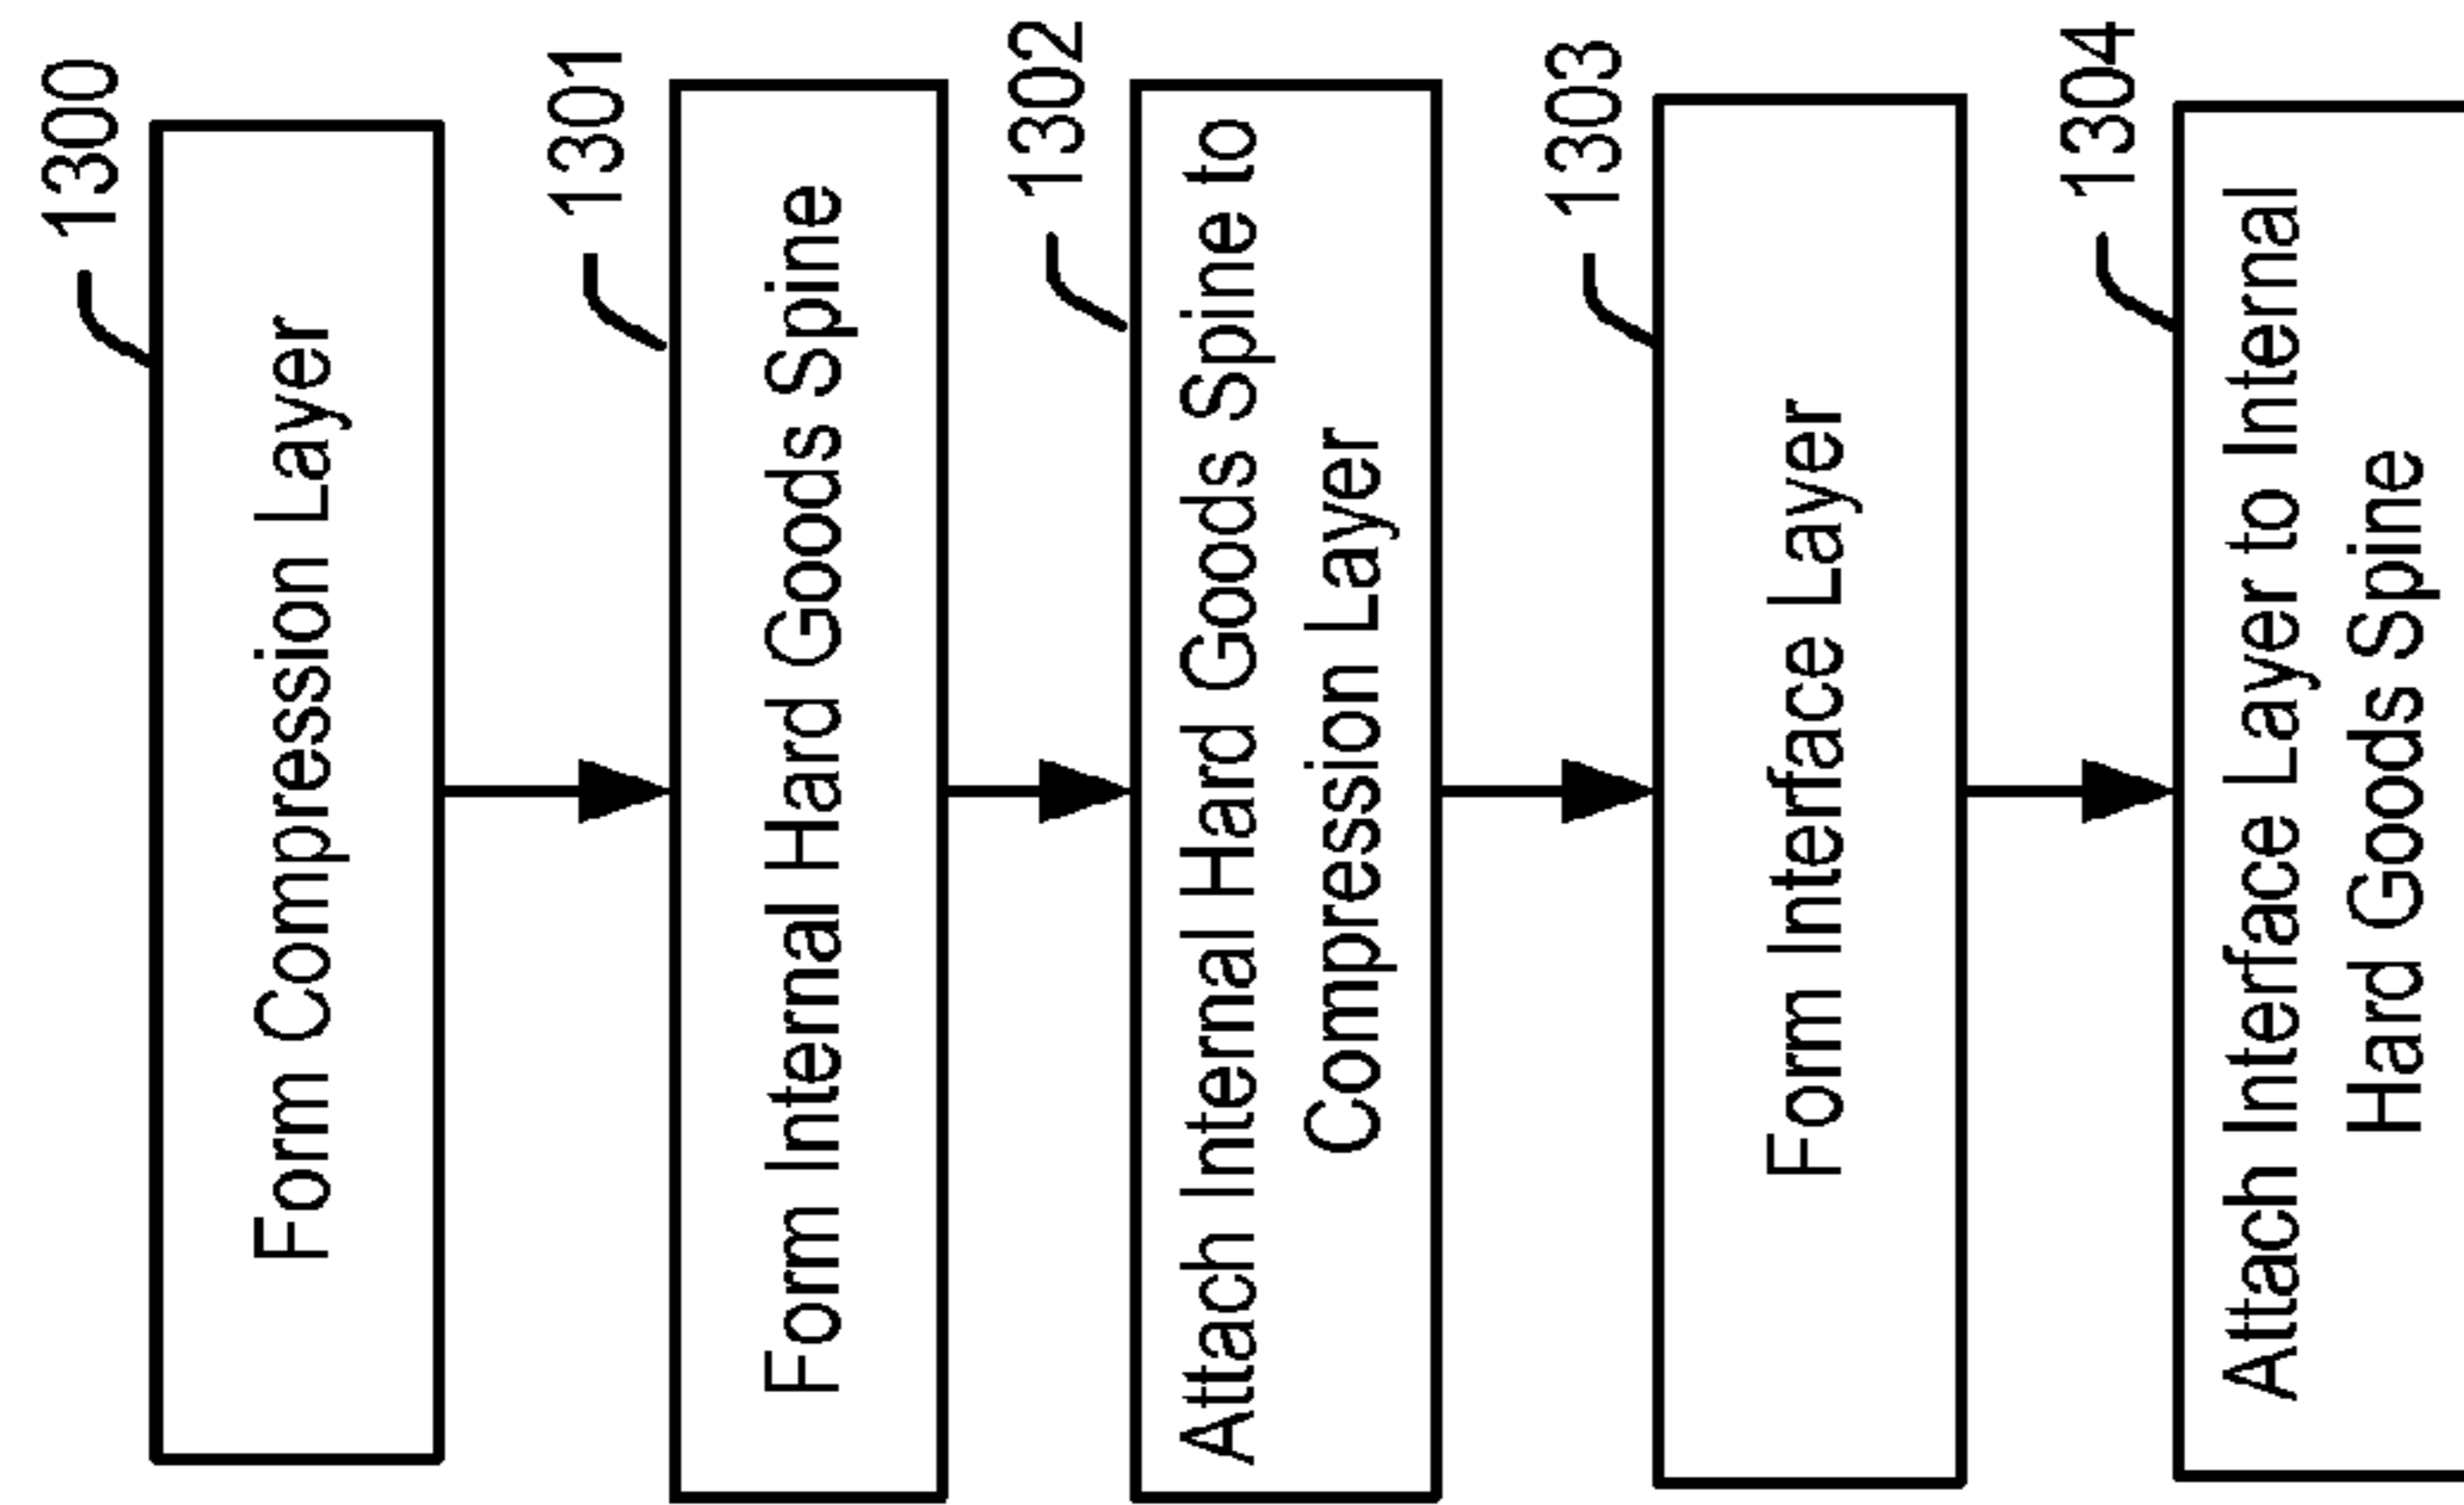 1300
Form Compression Layer
1301
Form Internal Hard Goods Spine
1302
Attach Internal Hard Goods Spine to
Compression Layer
1303
Form Interface Layer
1304
Attach Interface Layer to Internal
Hard Goods Spine